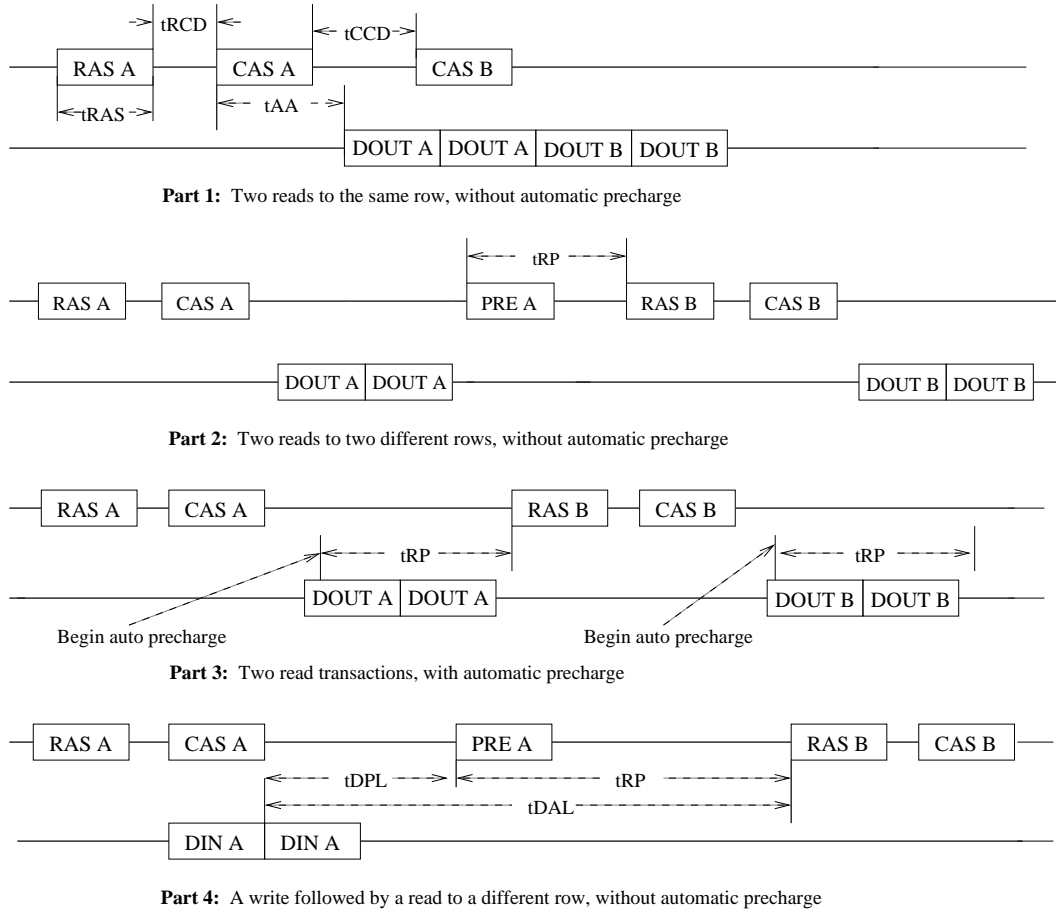 tRCD tCCD
RAS A CAS A CAS B
tRAS tAA
DOUT A DOUT A DOUT B DOUT B
Part 1: Two reads to the same row, without automatic precharge
tRP
RAS A CAS A PRE A RAS B CAS B
DOUT A DOUT A DOUT B DOUT B
Part 2: Two reads to two different rows, without automatic precharge
RAS A CAS A RAS B CAS B
tRP tRP
DOUT A DOUT A DOUT B DOUT B
Begin auto precharge Begin auto precharge
Part 3: Two read transactions, with automatic precharge
RAS A CAS A PRE A RAS B CAS B
tDPL tRP
tDAL
DIN A DIN A
Part 4: A write followed by a read to a different row, without automatic precharge